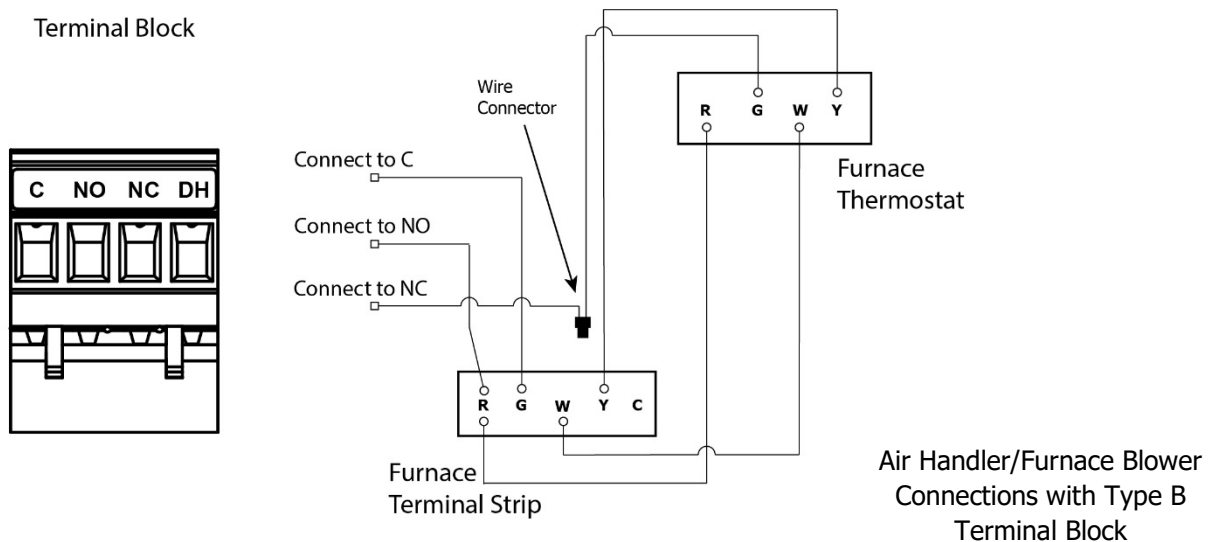 Terminal Block
C NO NC DH
Wire
Connector
Connect to C
Connect to NO
Connect to NC
R G W Y
Furnace
Thermostat
R G W Y C
Furnace
Terminal Strip
Air Handler/Furnace Blower
Connections with Type B
Terminal Block